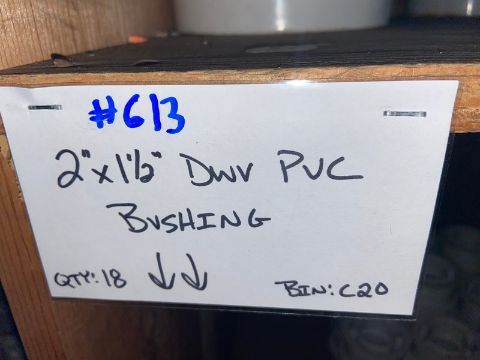 #613
2"x1½" DWV PVC
BUSHING
QTY: 18 ↓↓ BIN: C20